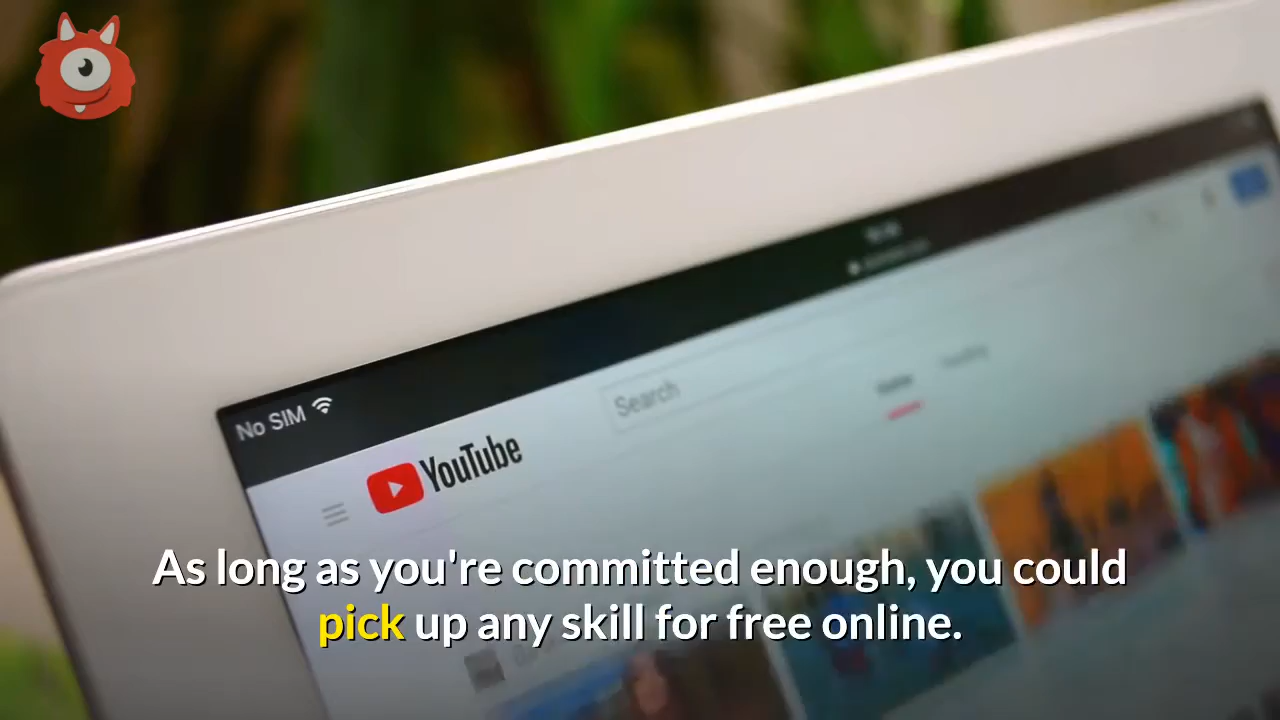 No SIM
Search
YouTube
As long as you're committed enough, you could
pick up any skill for free online.